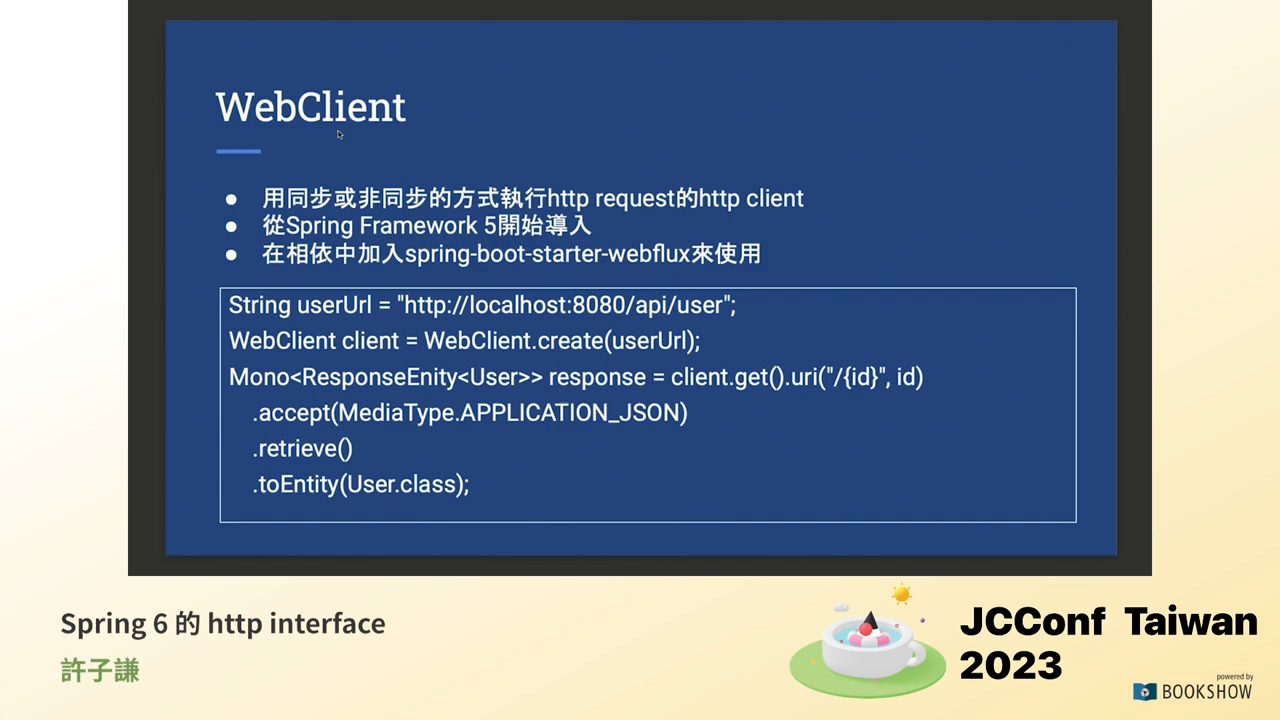 WebClient
● 用同步或非同步的方式執行http request的http client
● 從Spring Framework 5開始導入
● 在相依中加入spring-boot-starter-webflux來使用
String userUrl = "http://localhost:8080/api/user";
WebClient client = WebClient.create(userUrl);
Mono<ResponseEnity<User>> response = client.get().uri("/{id}", id)
.accept(MediaType.APPLICATION_JSON)
.retrieve()
.toEntity(User.class);
Spring 6 的 http interface
許子謙
JCConf Taiwan
2023
powered by
BOOKSHOW